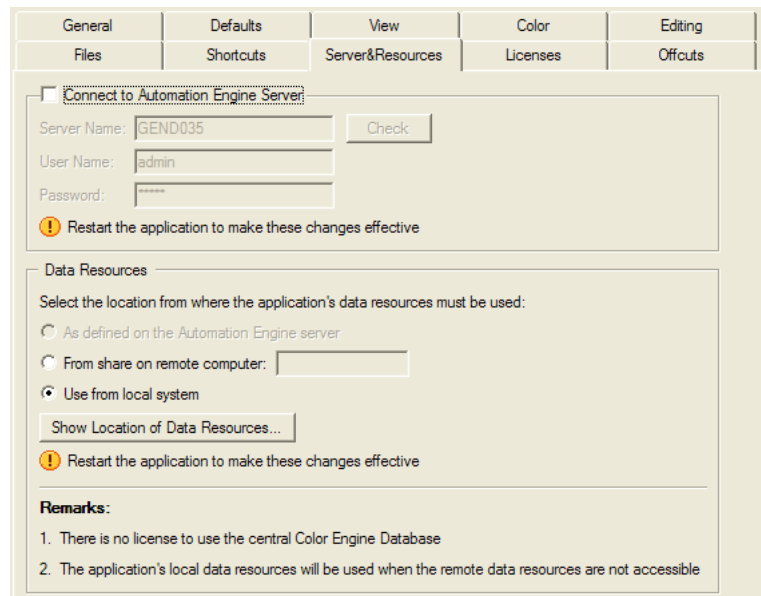 General Defaults View Color Editing
Files Shortcuts Server&Resources Licenses Offcuts
Connect to Automation Engine Server
Server Name: GEND035 Check
User Name: admin
Password: *****
! Restart the application to make these changes effective
Data Resources
Select the location from where the application's data resources must be used:
As defined on the Automation Engine server
From share on remote computer:
Use from local system
Show Location of Data Resources...
! Restart the application to make these changes effective
Remarks:
1. There is no license to use the central Color Engine Database
2. The application's local data resources will be used when the remote data resources are not accessible